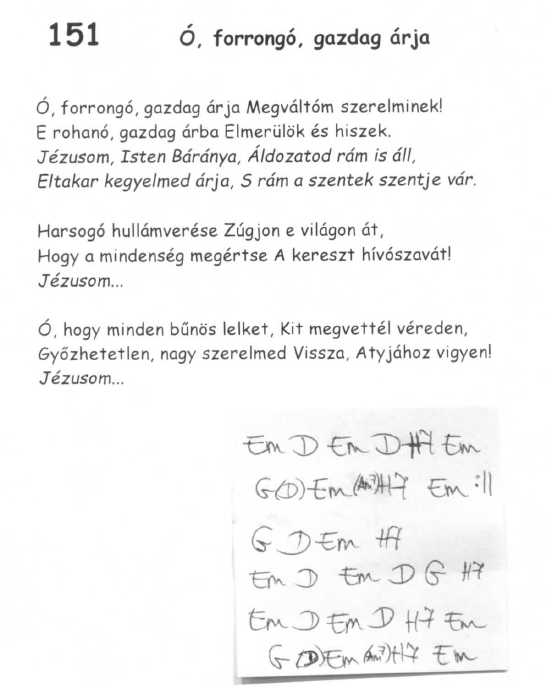 151 Ó, forrongó, gazdag árja
Ó, forrongó, gazdag árja Megváltóm szerelminek!
E rohanó, gazdag árba Elmerülök és hiszek.
Jézusom, Isten Báránya, Áldozatod rám is áll,
Eltakar kegyelmed árja, S rám a szentek szentje vár.
Harsogó hullámverése Zúgjon e világon át,
Hogy a mindenség megértse A kereszt hívószavát!
Jézusom...
Ó, hogy minden bűnös lelket, Kit megvettél véreden,
Győzhetetlen, nagy szerelmed Vissza, Atyjához vigyen!
Jézusom...
Em D Em D H7 Em
G(D) Em (Am7) H7 Em :||
G D Em H7
Em D Em D G H7
Em D Em D H7 Em
G (D) Em (Am7) H7 Em